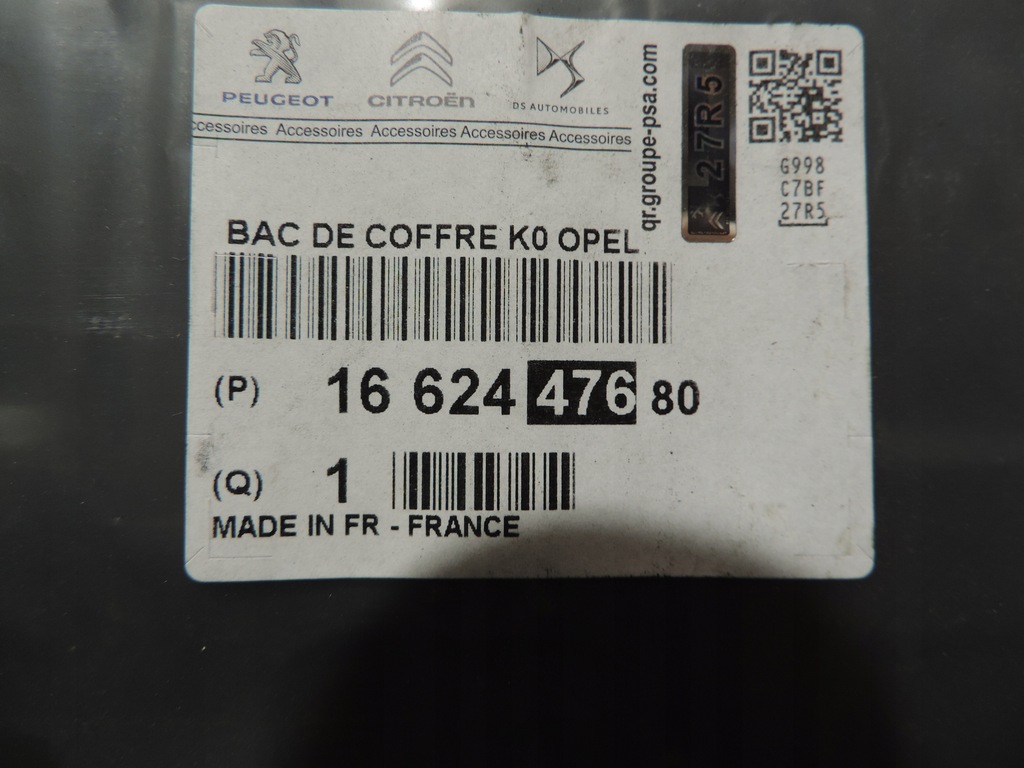 PEUGEOT CITROËN DS AUTOMOBILES
ccessoires Accessoires Accessoires Accessoires Accessoires
qr.groupe-psa.com
27R5
G998
C7BF
27R5
BAC DE COFFRE K0 OPEL
(P) 16 624 476 80
(Q) 1
MADE IN FR - FRANCE